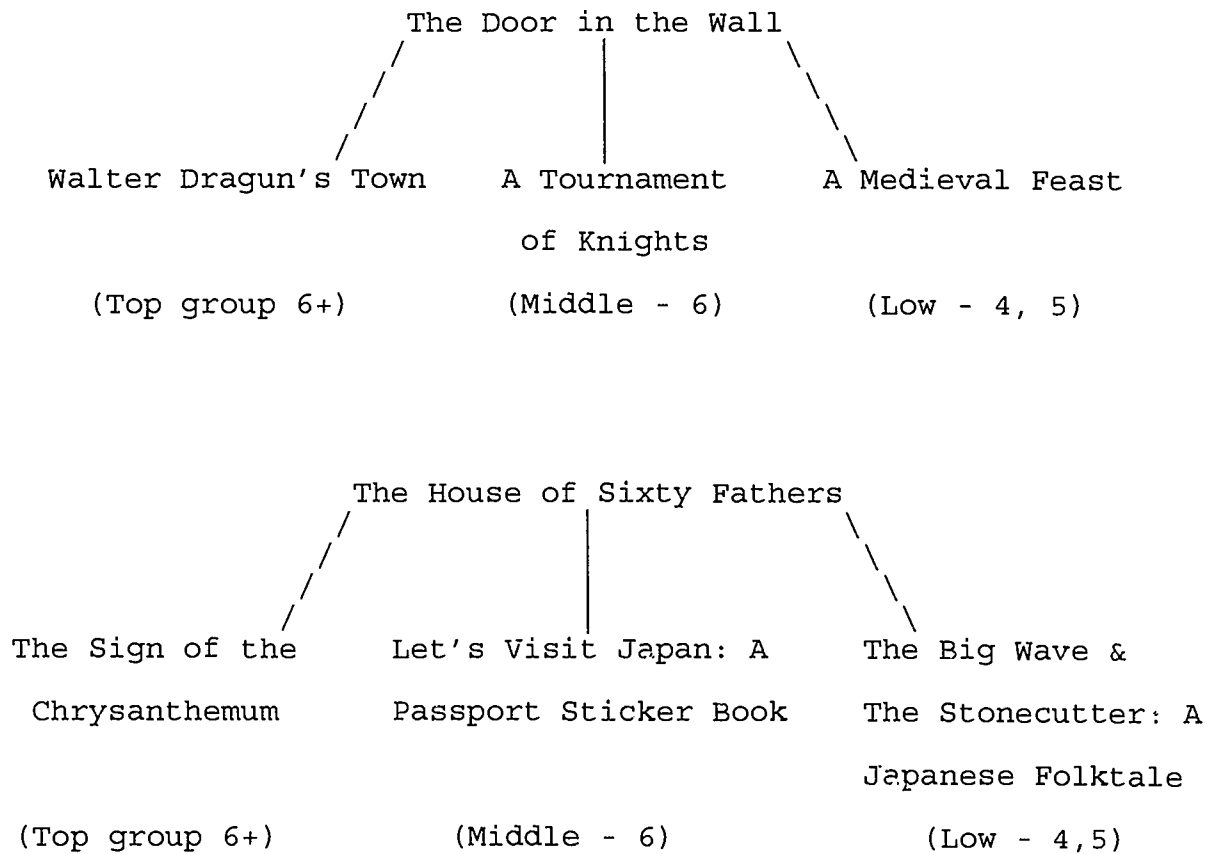 The Door in the Wall
Walter Dragun's Town    A Tournament    A Medieval Feast
of Knights
(Top group 6+)    (Middle - 6)    (Low - 4, 5)
The House of Sixty Fathers
The Sign of the    Let's Visit Japan: A    The Big Wave &
Chrysanthemum    Passport Sticker Book    The Stonecutter: A
Japanese Folktale
(Top group 6+)    (Middle - 6)    (Low - 4,5)